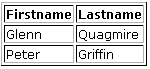 Firstname Lastname
Glenn Quagmire
Peter Griffin